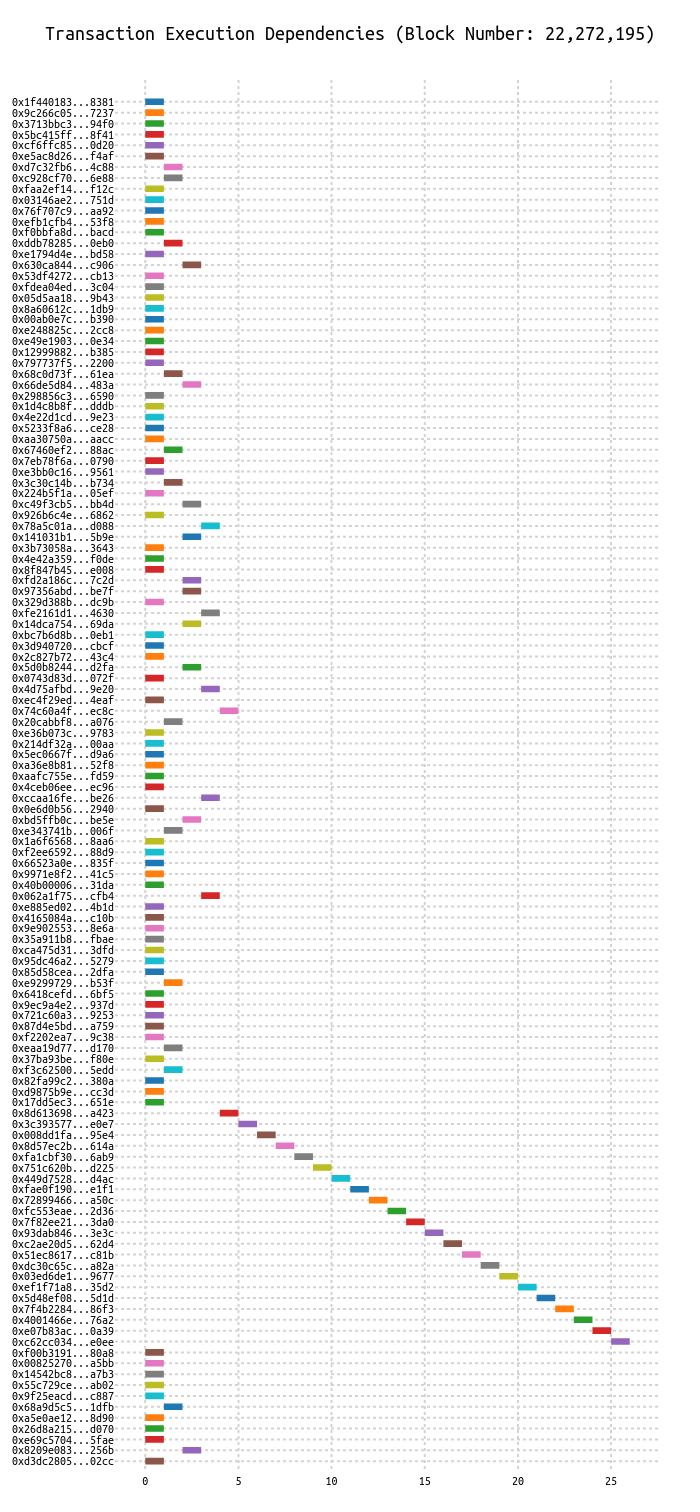 Transaction Execution Dependencies (Block Number: 22,272,195)
0x1f440183...8381
0x9c266c05...7237
0x3713bbc3...94f0
0x5bc415ff...8f41
0xcf6ffc85...0d20
0xe5ac8d26...f4af
0xd7c32fb6...4c88
0xc928cf70...6e88
0xfaa2ef14...f12c
0x03146ae2...751d
0x76f707c9...aa92
0xefb1cfb4...53f8
0xf0bbfa8d...bacd
0xddb78285...0eb0
0xe1794d4e...bd58
0x630ca844...c906
0x53df4272...cb13
0xfdea04ed...3c04
0x05d5aa18...9b43
0x8a60612c...1db9
0x00ab0e7c...b390
0xe248825c...2cc8
0xe49e1903...0e34
0x12999882...b385
0x797737f5...2200
0x68c0d73f...61ea
0x66de5d84...483a
0x298856c3...6590
0x1d4c8b8f...dddb
0x4e22d1cd...9e23
0x5233f8a6...ce28
0xaa30750a...aacc
0x67460ef2...88ac
0x7eb78f6a...0790
0xe3bb0c16...9561
0x3c30c14b...b734
0x224b5f1a...05ef
0xc49f3cb5...bb4d
0x926b6c4e...6862
0x78a5c01a...d088
0x141031b1...5b9e
0x3b73058a...3643
0x4e42a359...f0de
0x8f847b45...e008
0xfd2a186c...7c2d
0x97356abd...be7f
0x329d388b...dc9b
0xfe2161d1...4630
0x14dca754...69da
0xbc7b6d8b...0eb1
0x3d940720...cbcf
0x2c827b72...43c4
0x5d0b8244...d2fa
0x0743d83d...072f
0x4d75afbd...9e20
0xec4f29ed...4eaf
0x74c60a4f...ec8c
0x20cabbf8...a076
0xe36b073c...9783
0x214df32a...00aa
0x5ec0667f...d9a6
0xa36e8b81...52f8
0xaafc755e...fd59
0x4ceb06ee...ec96
0xccaa16fe...be26
0x0e6d0b56...2940
0xbd5ffb0c...be5e
0xe343741b...006f
0x1a6f6568...8aa6
0xf2ee6592...88d9
0x66523a0e...835f
0x9971e8f2...41c5
0x40b00006...31da
0x062a1f75...cfb4
0xe885ed02...4b1d
0x4165084a...c10b
0x9e902553...8e6a
0x35a911b8...fbae
0xca475d31...3dfd
0x95dc46a2...5279
0x85d58cea...2dfa
0xe9299729...b53f
0x6418cefd...6bf5
0x9ec9a4e2...937d
0x721c60a3...9253
0x87d4e5bd...a759
0xf2202ea7...9c38
0xeaa19d77...d170
0x37ba93be...f80e
0xf3c62500...5edd
0x82fa99c2...380a
0xd9875b9e...cc3d
0x17dd5ec3...651e
0x8d613698...a423
0x3c393577...e0e7
0x008dd1fa...95e4
0x8d57ec2b...614a
0xfa1cbf30...6ab9
0x751c620b...d225
0x449d7528...d4ac
0xfae0f190...e1f1
0x72899466...a50c
0xfc553eae...2d36
0x7f82ee21...3da0
0x93dab846...3e3c
0xc2ae20d5...62d4
0x51ec8617...c81b
0xdc30c65c...a82a
0x03ed6de1...9677
0xef1f71a8...35d2
0x5d48ef08...5d1d
0x7f4b2284...86f3
0x4001466e...76a2
0xe07b83ac...0a39
0xc62cc034...e0ee
0xf00b3191...80a8
0x00825270...a5bb
0x14542bc8...a7b3
0x55c729ce...ab02
0x9f25eacd...c887
0x68a9d5c5...1dfb
0xa5e0ae12...8d90
0x26d8a215...d070
0xe69c5704...5fae
0x8209e083...256b
0xd3dc2805...02cc
0 5 10 15 20 25